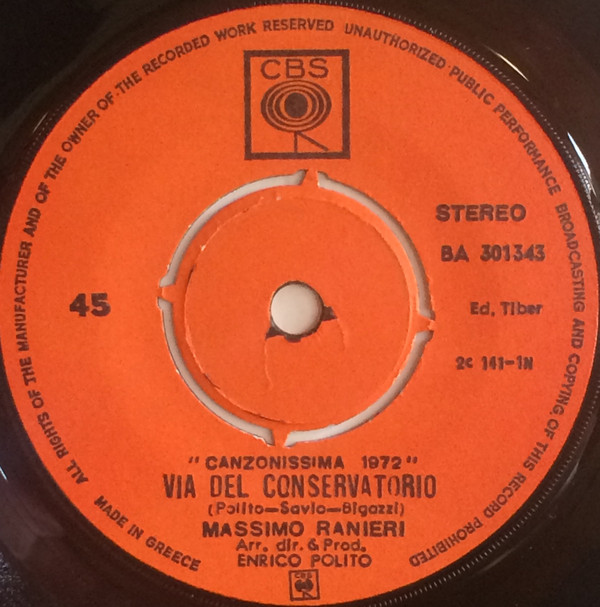 ALL RIGHTS OF THE MANUFACTURER AND OF THE OWNER OF THE RECORDED WORK RESERVED UNAUTHORIZED PUBLIC PERFORMANCE BROADCASTING AND COPYING OF THIS RECORD PROHIBITED
CBS
STEREO
BA 301343
45
Ed, Tiber
2c 141-1N
"CANZONISSIMA 1972"
VIA DEL CONSERVATORIO
(Polito-Savio-Bigazzi)
MASSIMO RANIERI
Arr. dir. & Prod.
ENRICO POLITO
MADE IN GREECE
CBS